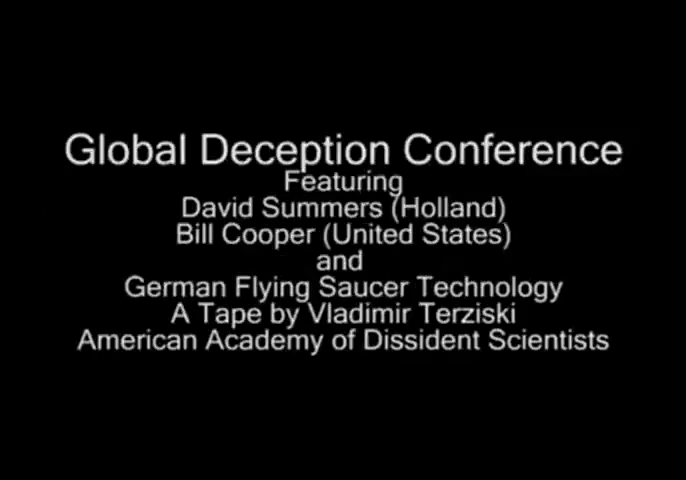 Global Deception Conference
Featuring
David Summers (Holland)
Bill Cooper (United States)
and
German Flying Saucer Technology
A Tape by Vladimir Terziski
American Academy of Dissident Scientists